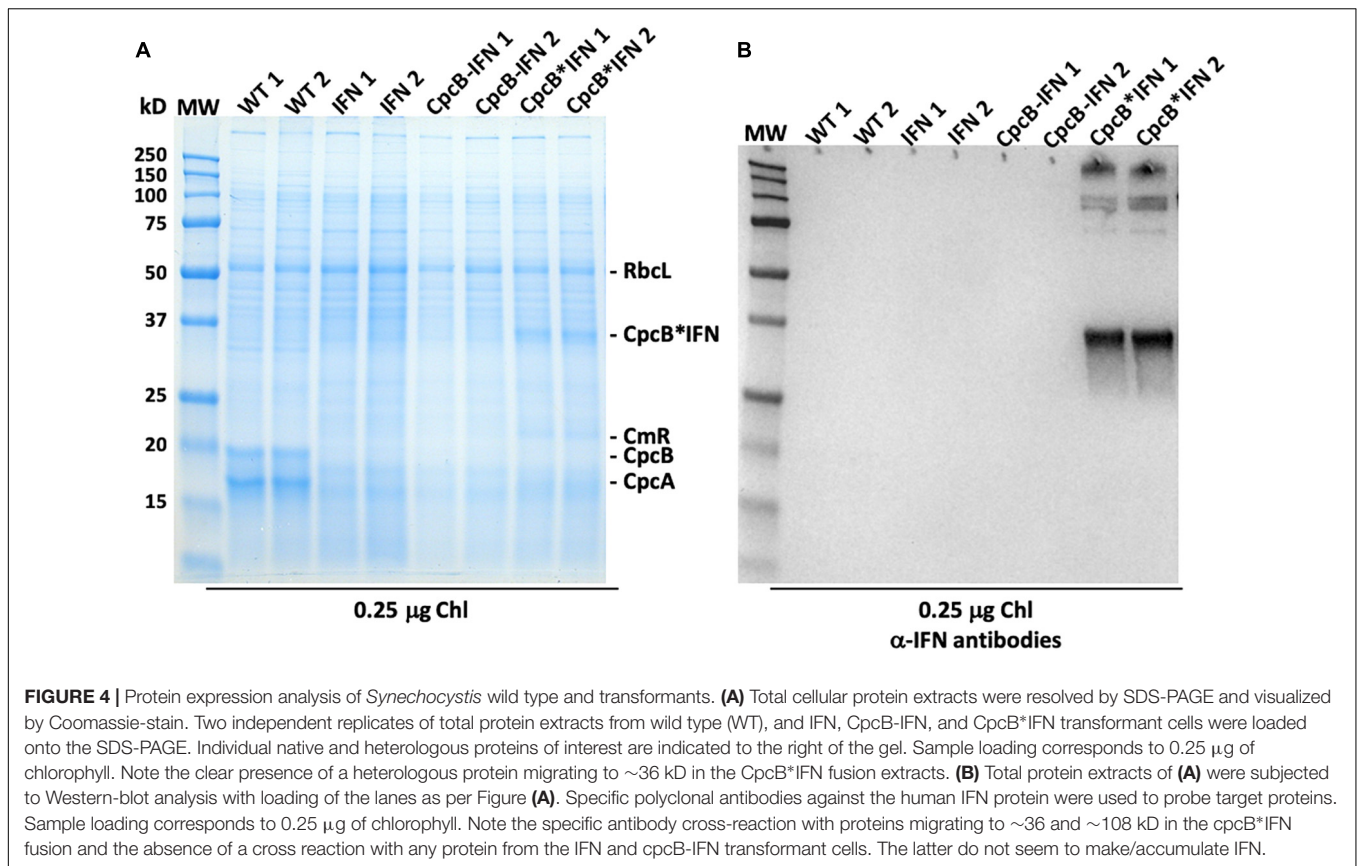 A
kD MW WT 1 WT 2 IFN 1 IFN 2 CpcB-IFN 1 CpcB-IFN 2 CpcB*IFN 1 CpcB*IFN 2
250
150
100
75
50
37
25
20
15
- RbcL
- CpcB*IFN
- CmR
- CpcB
- CpcA
0.25 μg Chl
B
MW WT 1 WT 2 IFN 1 IFN 2 CpcB-IFN 1 CpcB-IFN 2 CpcB*IFN 1 CpcB*IFN 2
0.25 μg Chl
α-IFN antibodies
FIGURE 4 | Protein expression analysis of Synechocystis wild type and transformants. (A) Total cellular protein extracts were resolved by SDS-PAGE and visualized
by Coomassie-stain. Two independent replicates of total protein extracts from wild type (WT), and IFN, CpcB-IFN, and CpcB*IFN transformant cells were loaded
onto the SDS-PAGE. Individual native and heterologous proteins of interest are indicated to the right of the gel. Sample loading corresponds to 0.25 μg of
chlorophyll. Note the clear presence of a heterologous protein migrating to ∼36 kD in the CpcB*IFN fusion extracts. (B) Total protein extracts of (A) were subjected
to Western-blot analysis with loading of the lanes as per Figure (A). Specific polyclonal antibodies against the human IFN protein were used to probe target proteins.
Sample loading corresponds to 0.25 μg of chlorophyll. Note the specific antibody cross-reaction with proteins migrating to ∼36 and ∼108 kD in the cpcB*IFN
fusion and the absence of a cross reaction with any protein from the IFN and cpcB-IFN transformant cells. The latter do not seem to make/accumulate IFN.